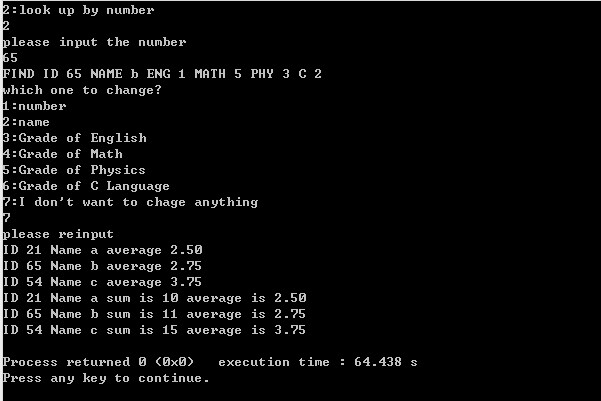 2:look up by number
2
please input the number
65
FIND ID 65 NAME b ENG 1 MATH 5 PHY 3 C 2
which one to change?
1:number
2:name
3:Grade of English
4:Grade of Math
5:Grade of Physics
6:Grade of C Language
7:I don't want to chage anything
7
please reinput
ID 21 Name a average 2.50
ID 65 Name b average 2.75
ID 54 Name c average 3.75
ID 21 Name a sum is 10 average is 2.50
ID 65 Name b sum is 11 average is 2.75
ID 54 Name c sum is 15 average is 3.75
Process returned 0 (0x0)   execution time : 64.438 s
Press any key to continue.